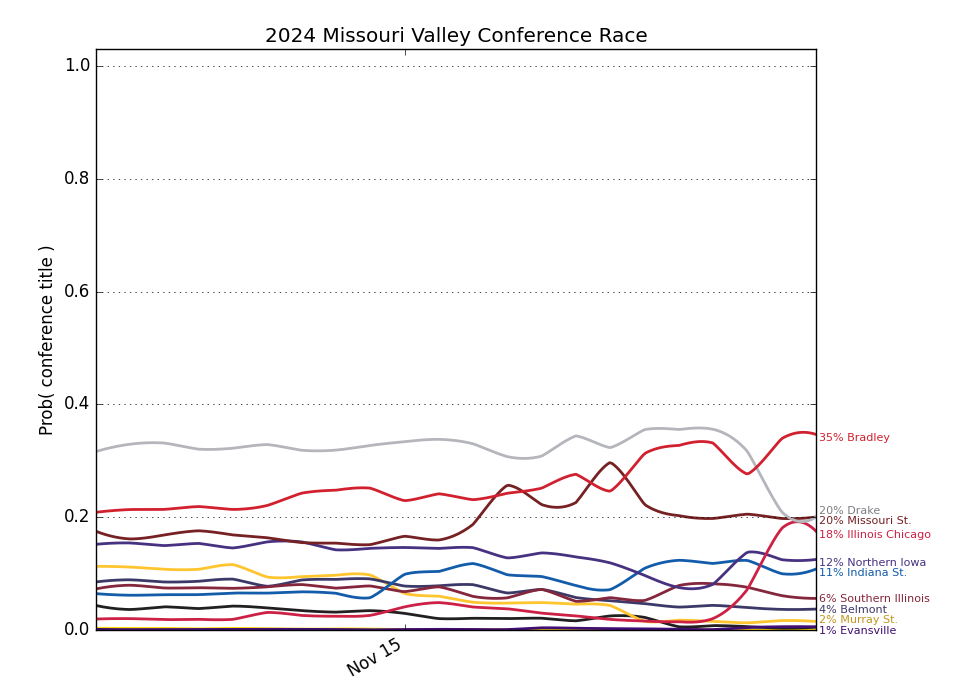 2024 Missouri Valley Conference Race
Prob( conference title )
1.0
0.8
0.6
0.4
0.2
0.0
Nov 15
35% Bradley
20% Drake
20% Missouri St.
18% Illinois Chicago
12% Northern Iowa
11% Indiana St.
6% Southern Illinois
4% Belmont
2% Murray St.
1% Evansville